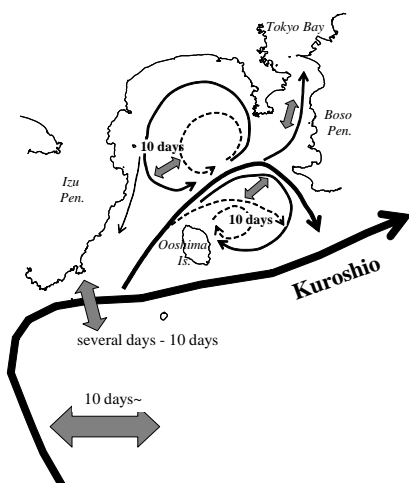 Tokyo Bay
Boso
Pen.
10 days
Izu
Pen.
10 days
Ooshima
Is.
Kuroshio
several days - 10 days
10 days~